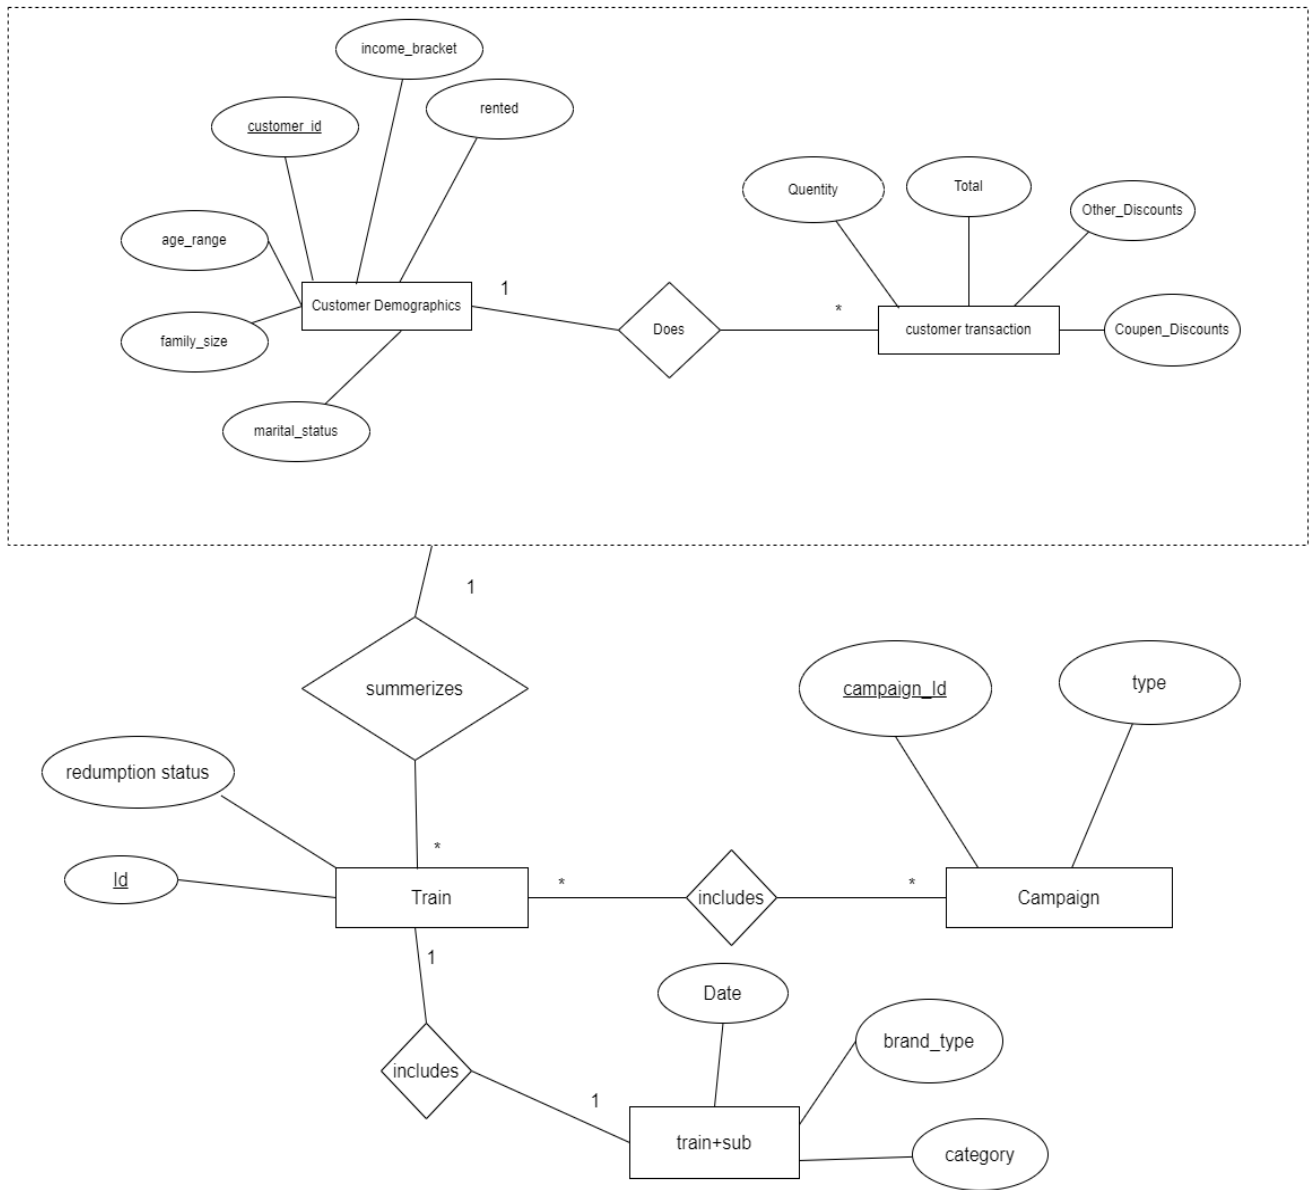 income_bracket
rented
customer_id
Quentity
Total
Other_Discounts
age_range
Customer Demographics
1
Does
*
customer transaction
Coupen_Discounts
family_size
marital_status
1
summerizes
campaign_Id
type
redumption status
*
Id
Train
*
includes
*
Campaign
1
Date
brand_type
includes
1
train+sub
category